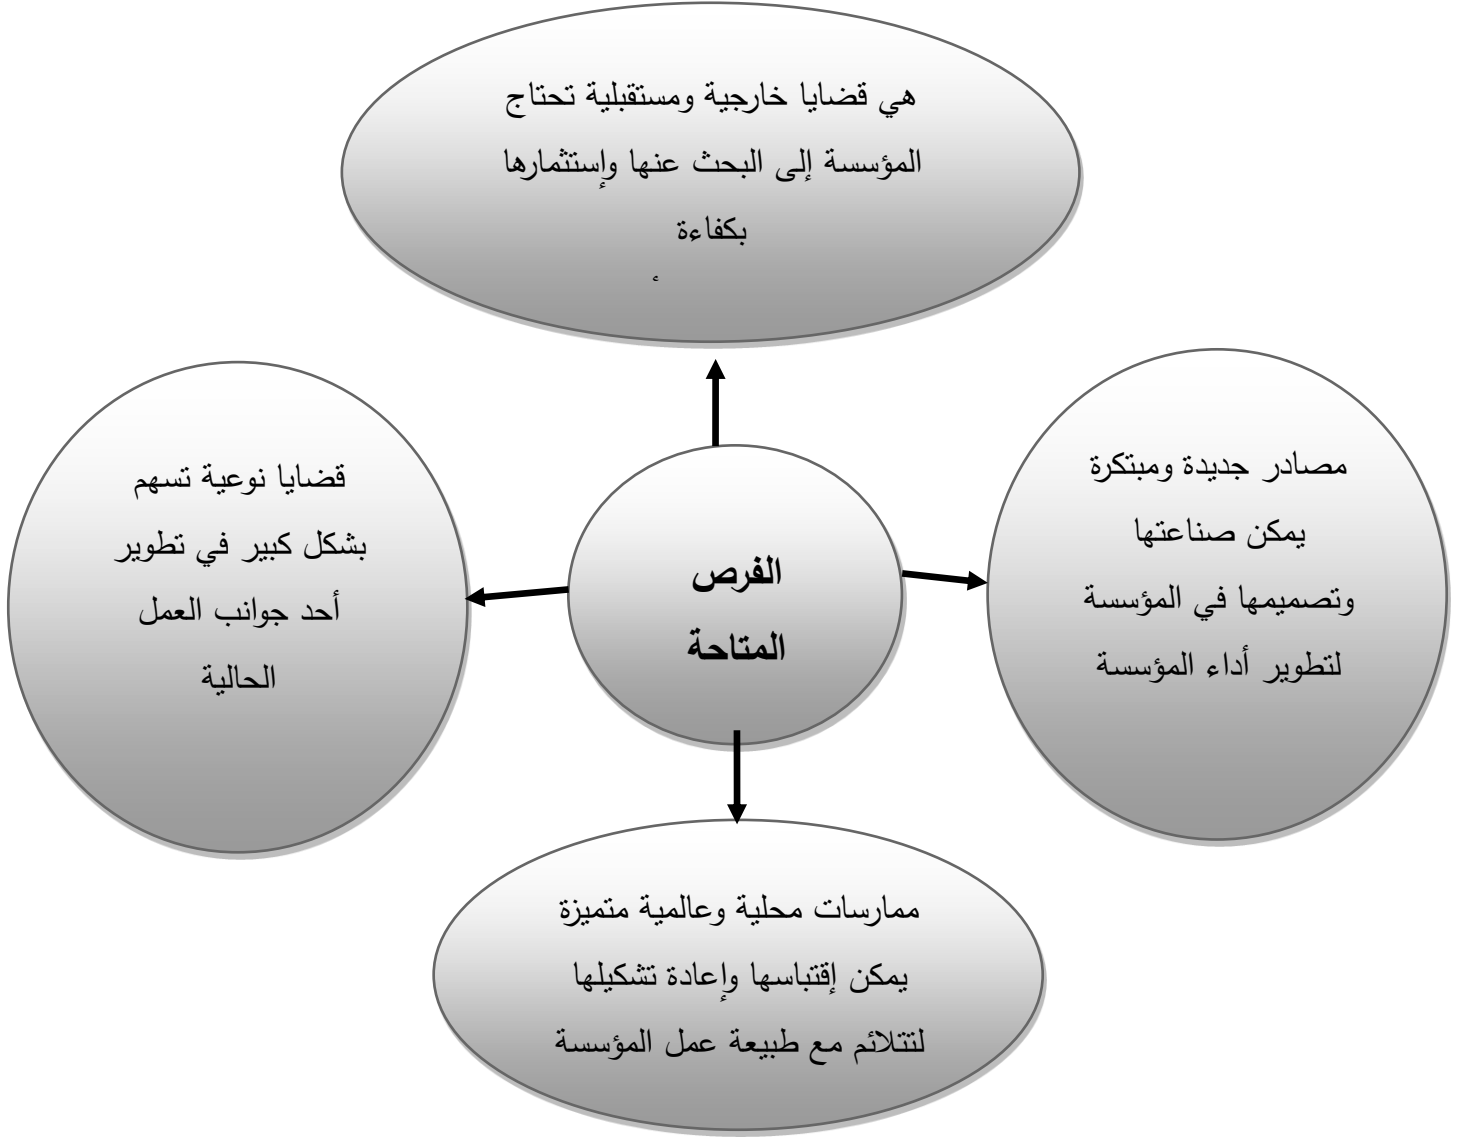 هي قضايا خارجية ومستقبلية تحتاج
المؤسسة إلى البحث عنها وإستثمارها
بكفاءة
مصادر جديدة ومبتكرة
يمكن صناعتها
وتصميمها في المؤسسة
لتطوير أداء المؤسسة
الفرص
المتاحة
قضايا نوعية تسهم
بشكل كبير في تطوير
أحد جوانب العمل
الحالية
ممارسات محلية وعالمية متميزة
يمكن إقتباسها وإعادة تشكيلها
لتتلائم مع طبيعة عمل المؤسسة